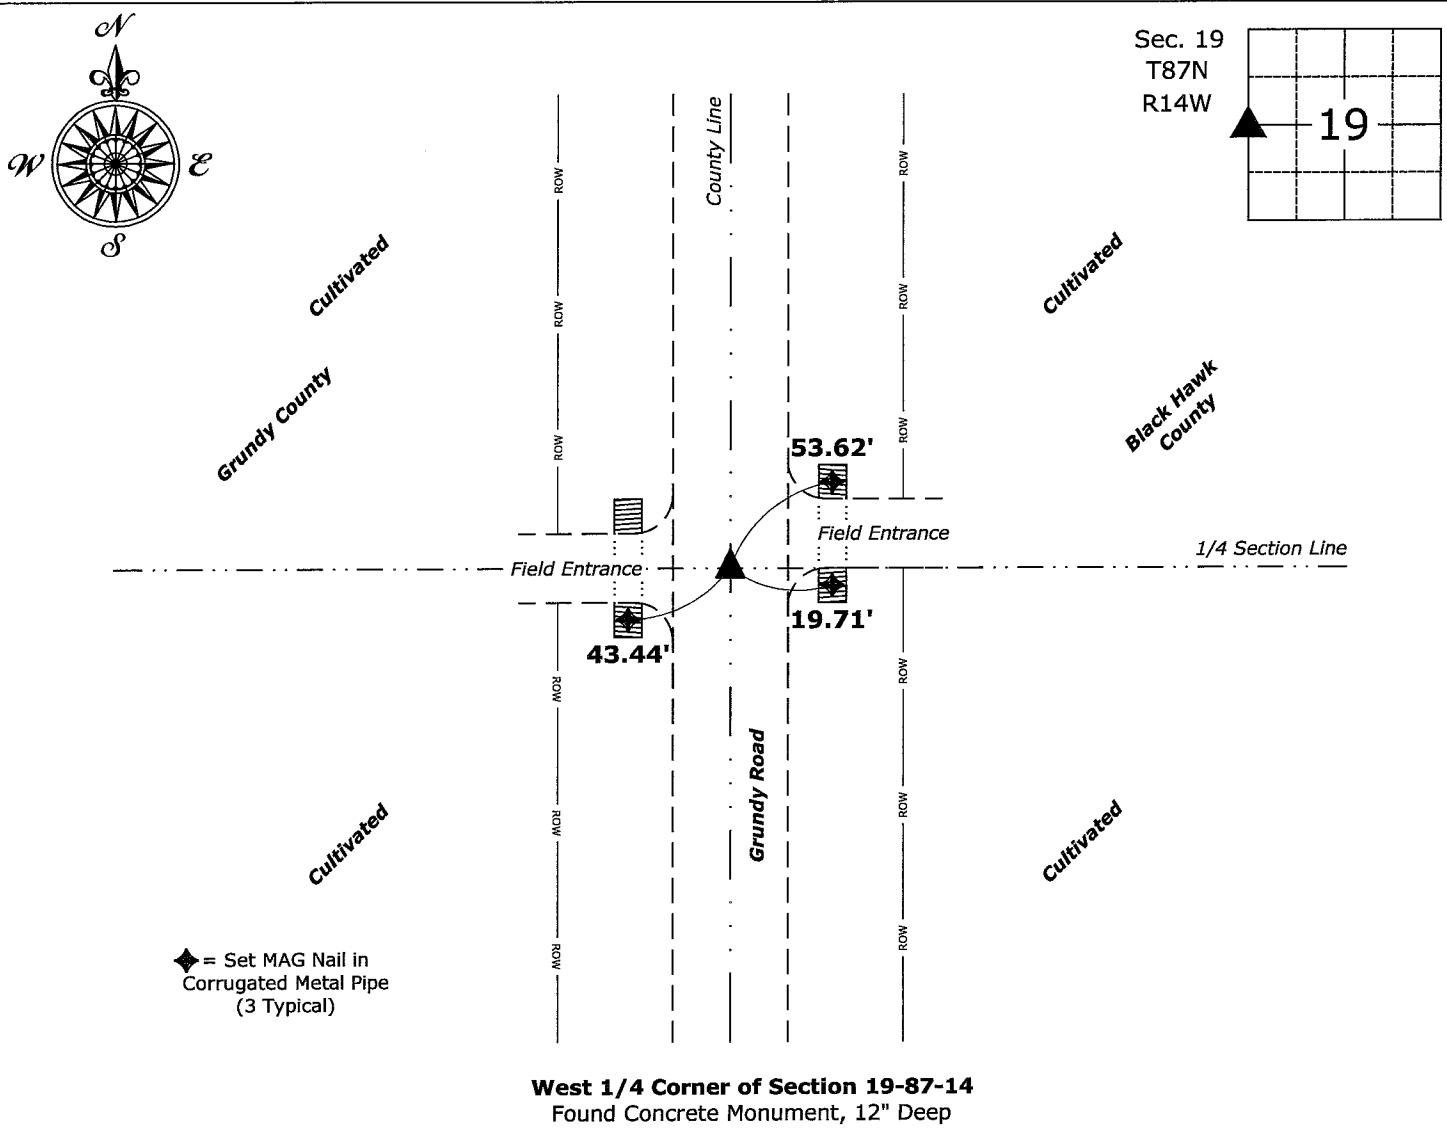 N
W
E
S
Sec. 19
T87N
R14W
19
County Line
ROW
ROW
ROW
ROW
ROW
ROW
Cultivated
Cultivated
Grundy County
Black Hawk
County
53.62'
Field Entrance
1/4 Section Line
Field Entrance
19.71'
43.44'
ROW
ROW
ROW
ROW
ROW
ROW
Grundy Road
Cultivated
Cultivated
= Set MAG Nail in
Corrugated Metal Pipe
(3 Typical)
West 1/4 Corner of Section 19-87-14
Found Concrete Monument, 12" Deep